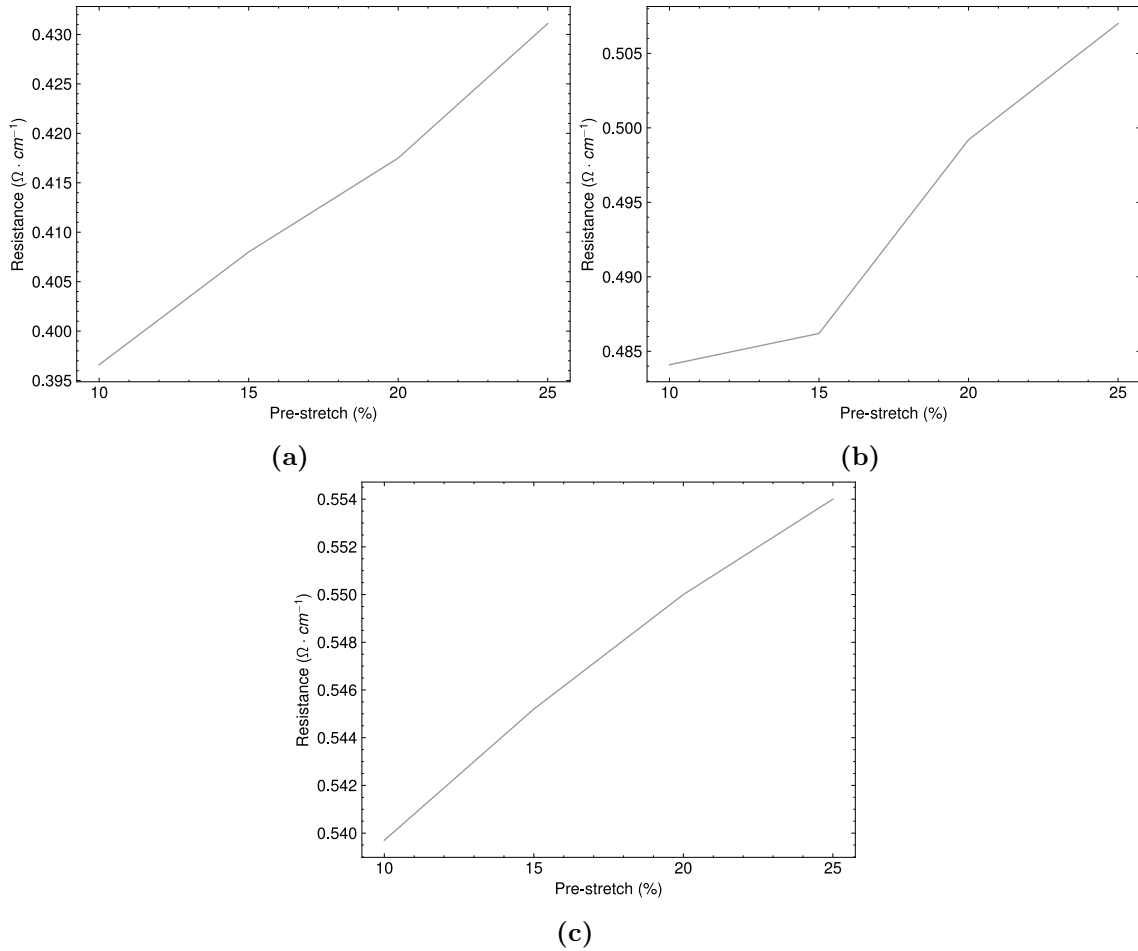 0.430
0.425
0.420
0.415
0.410
0.405
0.400
0.395
Resistance (Ω · cm⁻¹)
10 15 20 25
Pre-stretch (%)
(a)
0.505
0.500
0.495
0.490
0.485
Resistance (Ω · cm⁻¹)
10 15 20 25
Pre-stretch (%)
(b)
0.554
0.552
0.550
0.548
0.546
0.544
0.542
0.540
Resistance (Ω · cm⁻¹)
10 15 20 25
Pre-stretch (%)
(c)